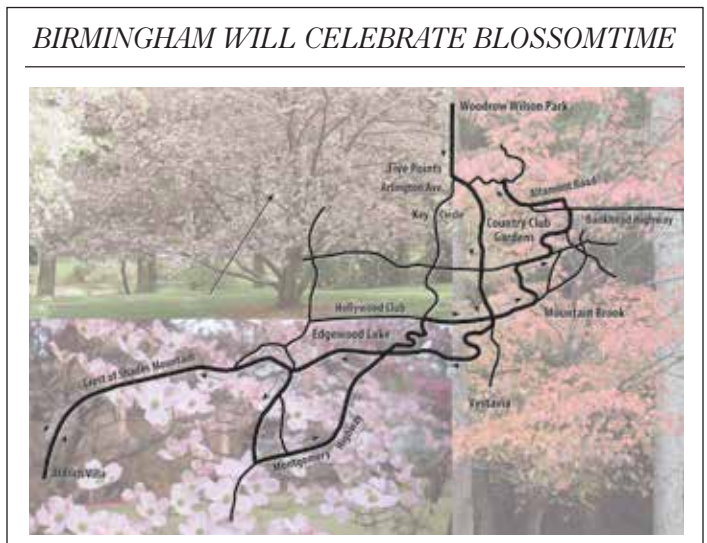 BIRMINGHAM WILL CELEBRATE BLOSSOMTIME
Woodrow Wilson Park
Five Points
Arlington Ave.
Altamont Road
Key Circle
Country Club
Gardens
Bankhead Highway
Hollywood Club
Mountain Brook
Edgewood Lake
Crest of Shades Mountain
Vestavia
Montgomery Highway
Aldrich Villa